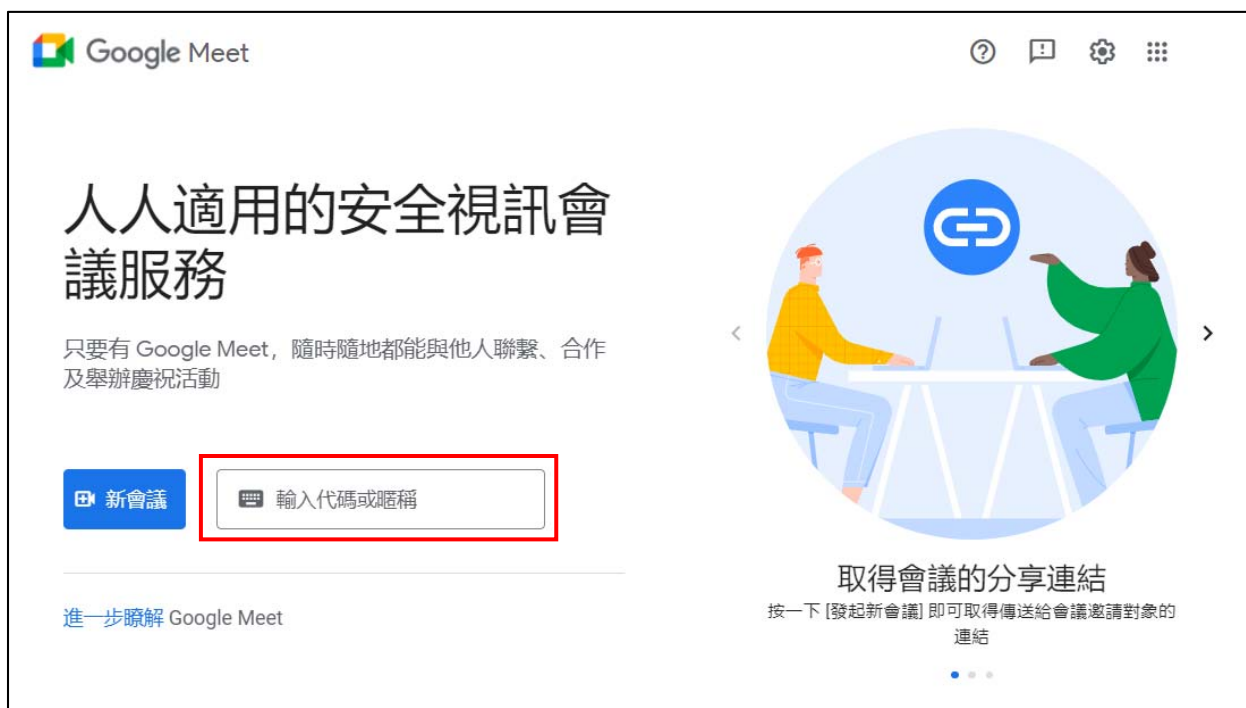 Google Meet
人人適用的安全視訊會
議服務
只要有 Google Meet，隨時隨地都能與他人聯繫、合作
及舉辦慶祝活動
新會議
輸入代碼或暱稱
進一步瞭解 Google Meet
取得會議的分享連結
按一下 [發起新會議] 即可取得傳送給會議邀請對象的
連結